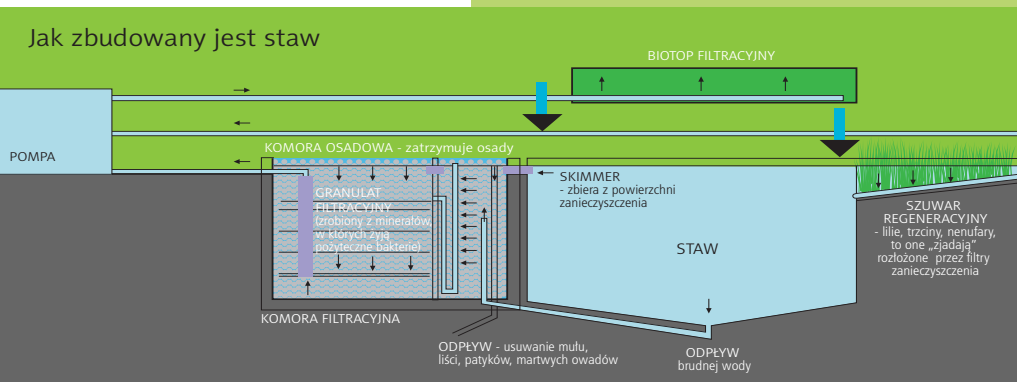 Jak zbudowany jest staw
BIOTOP FILTRACYJNY
POMPA
KOMORA OSADOWA - zatrzymuje osady
GRANULAT
FILTRACYJNY
(zrobiony z minerałów,
w których żyją
pożyteczne bakterie)
SKIMMER
- zbiera z powierzchni
zanieczyszczenia
STAW
SZUWAR
REGENERACYJNY
- lilie, trzciny, nenufary,
to one „zjadają”
rozłożone przez filtry
zanieczyszczenia
KOMORA FILTRACYJNA
ODPŁYW - usuwanie mułu,
liści, patyków, martwych owadów
ODPŁYW
brudnej wody